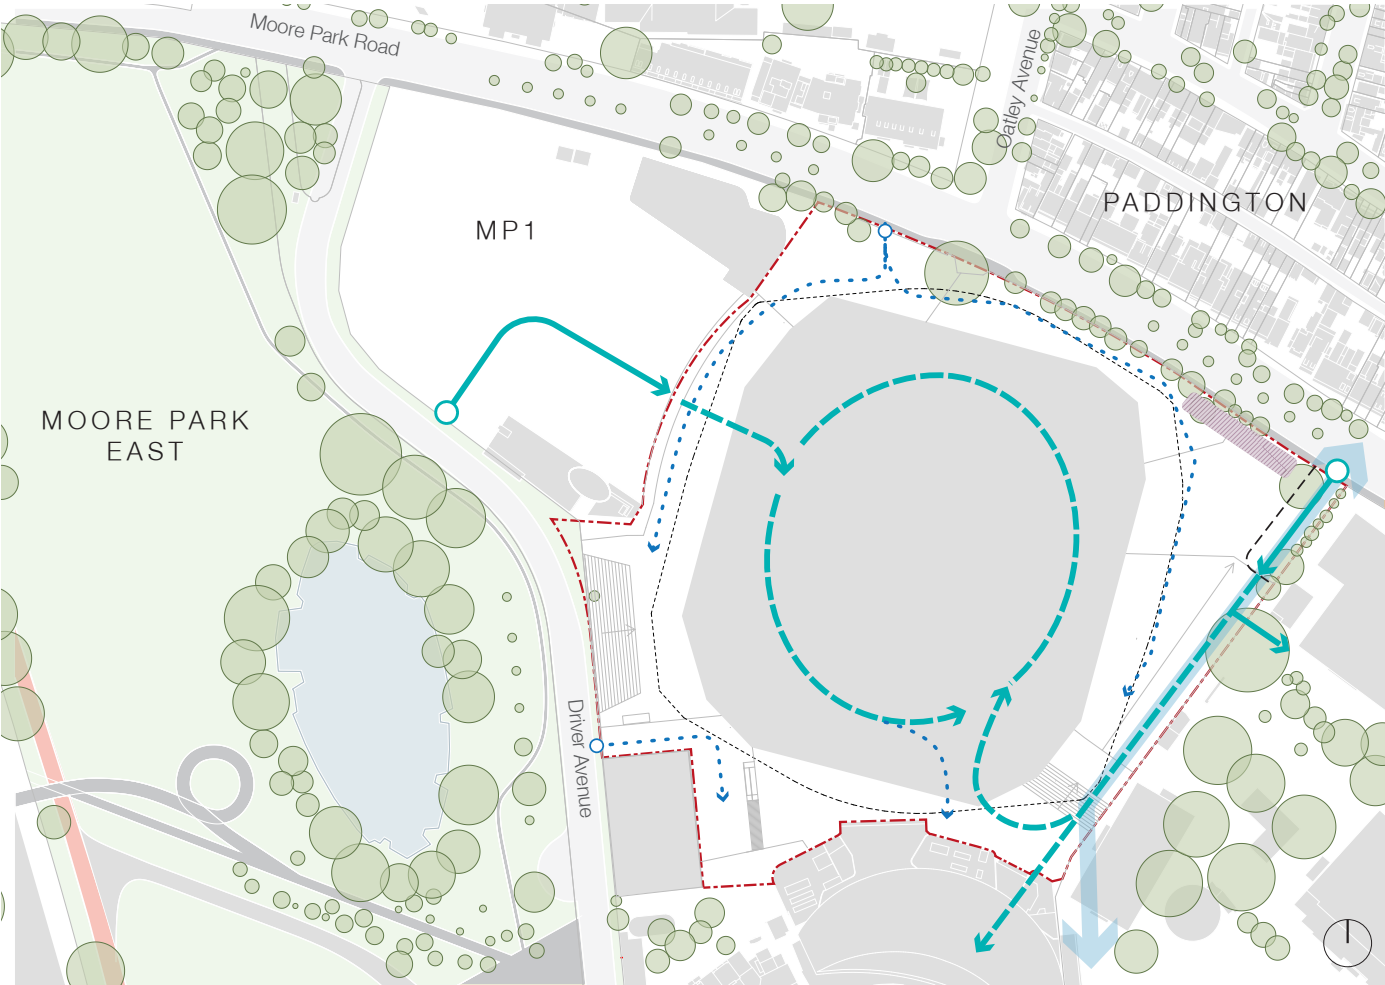 Moore Park Road
Oatley Avenue
PADDINGTON
MP1
MOORE PARK
EAST
Driver Avenue